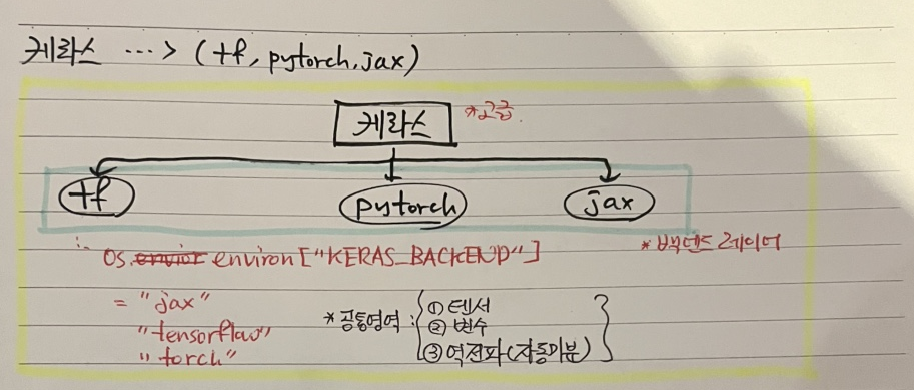 케라스 ...> (tf, pytorch, jax)
케라스 *고급.
tf pytorch jax
*백엔드 레이어
os. environ["KERAS_BACKEND"]
= "jax"
"tensorflow"
"torch"
*공통영역 : ① 텐서
② 변수
③ 역전파(자동미분)